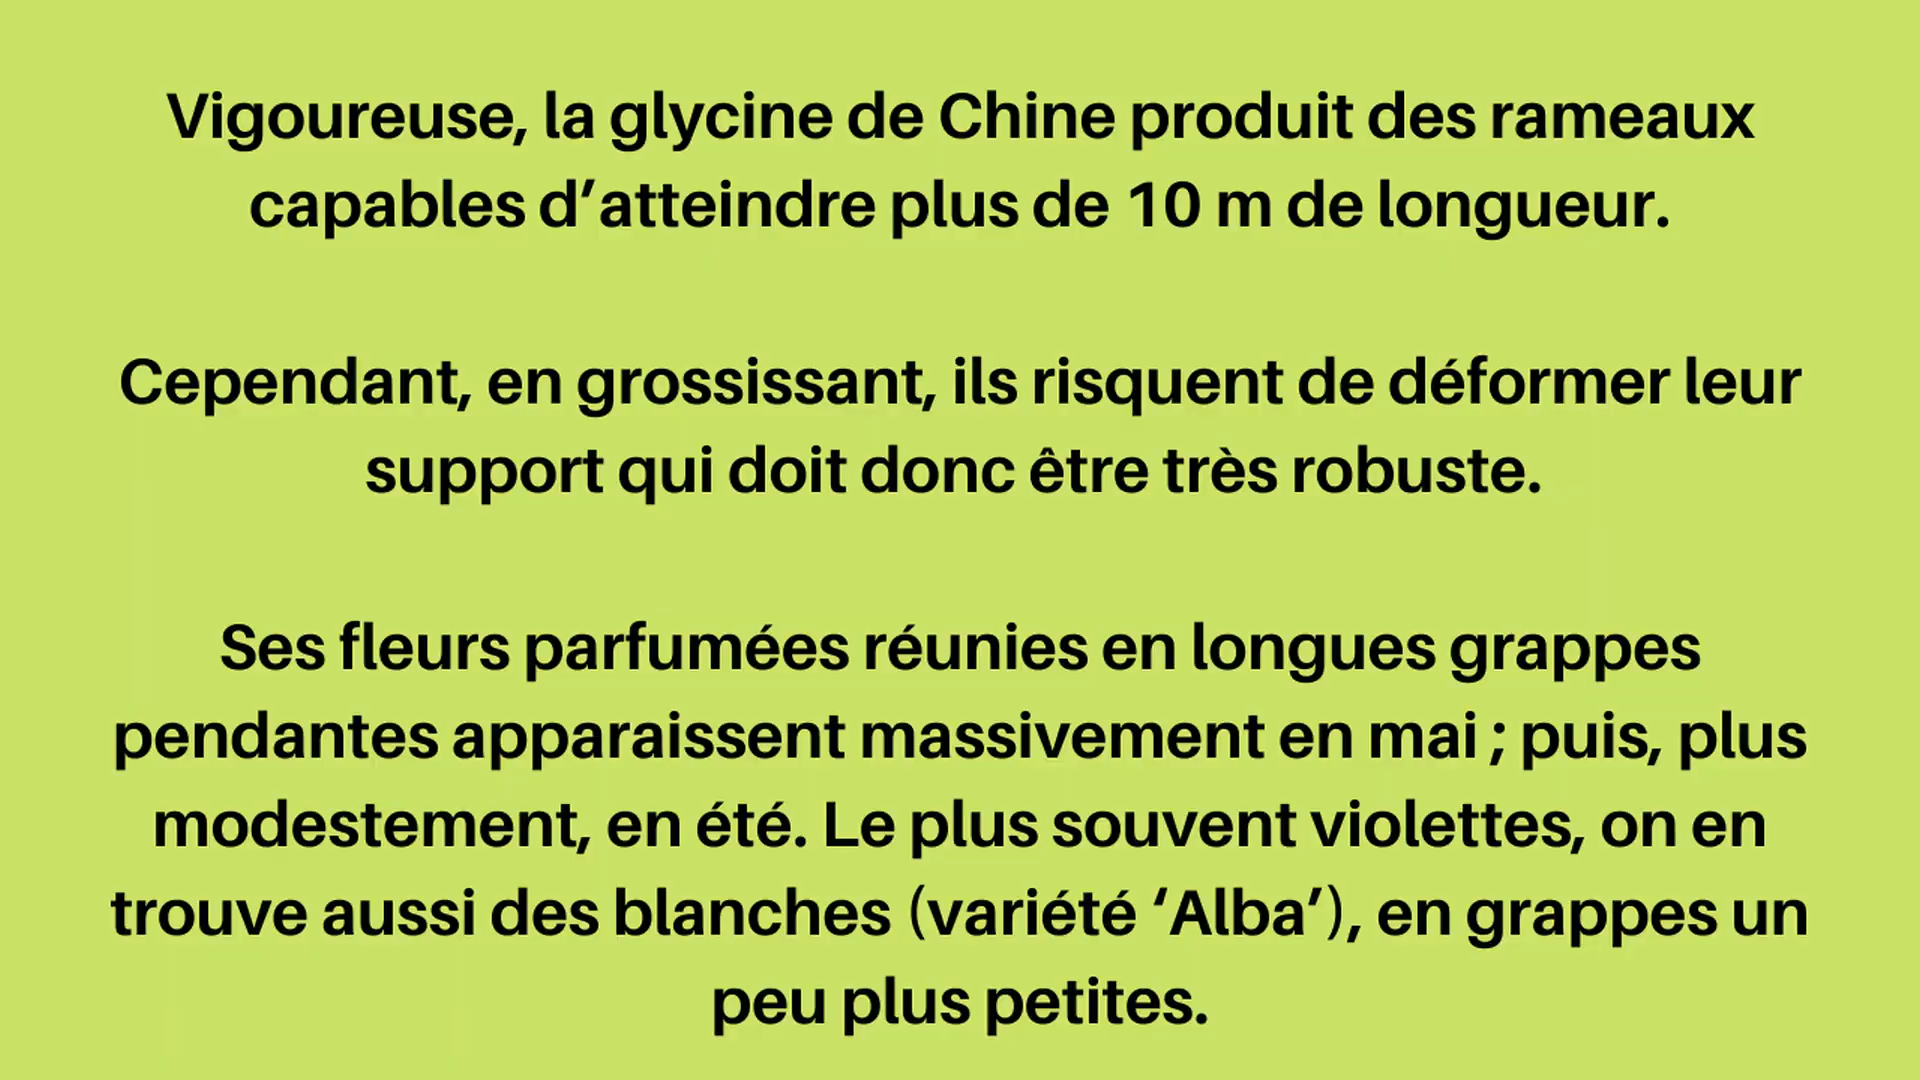 Vigoureuse, la glycine de Chine produit des rameaux
capables d’atteindre plus de 10 m de longueur.
Cependant, en grossissant, ils risquent de déformer leur
support qui doit donc être très robuste.
Ses fleurs parfumées réunies en longues grappes
pendantes apparaissent massivement en mai ; puis, plus
modestement, en été. Le plus souvent violettes, on en
trouve aussi des blanches (variété ‘Alba’), en grappes un
peu plus petites.